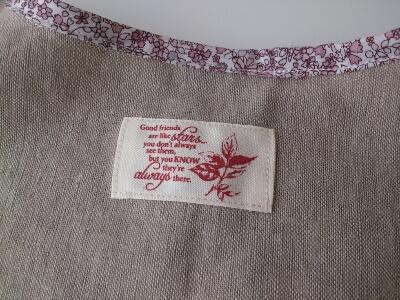 Good friends
are like stars
you don't always
see them,
but you KNOW
they're
always there.